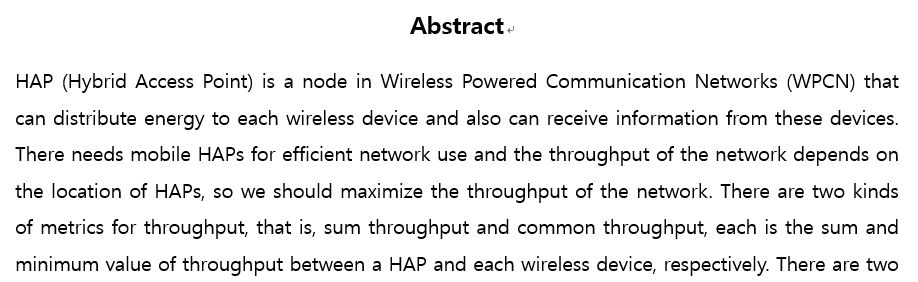 Abstract
HAP (Hybrid Access Point) is a node in Wireless Powered Communication Networks (WPCN) that
can distribute energy to each wireless device and also can receive information from these devices.
There needs mobile HAPs for efficient network use and the throughput of the network depends on
the location of HAPs, so we should maximize the throughput of the network. There are two kinds
of metrics for throughput, that is, sum throughput and common throughput, each is the sum and
minimum value of throughput between a HAP and each wireless device, respectively. There are two